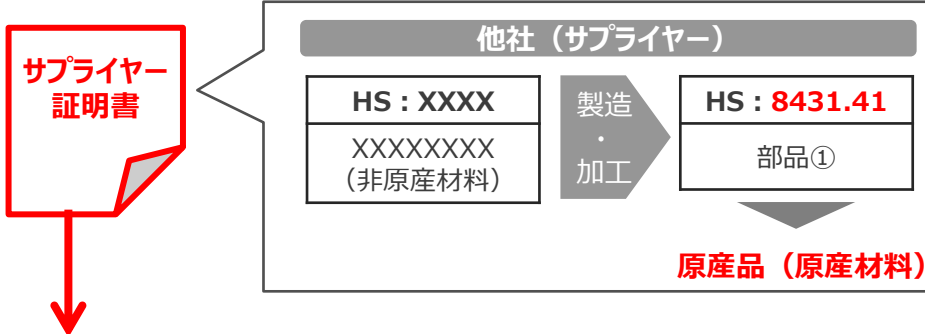 サプライヤー
証明書
他社（サプライヤー）
HS：XXXX
XXXXXXXX
（非原産材料）
製造
・
加工
HS：8431.41
部品①
原産品（原産材料）